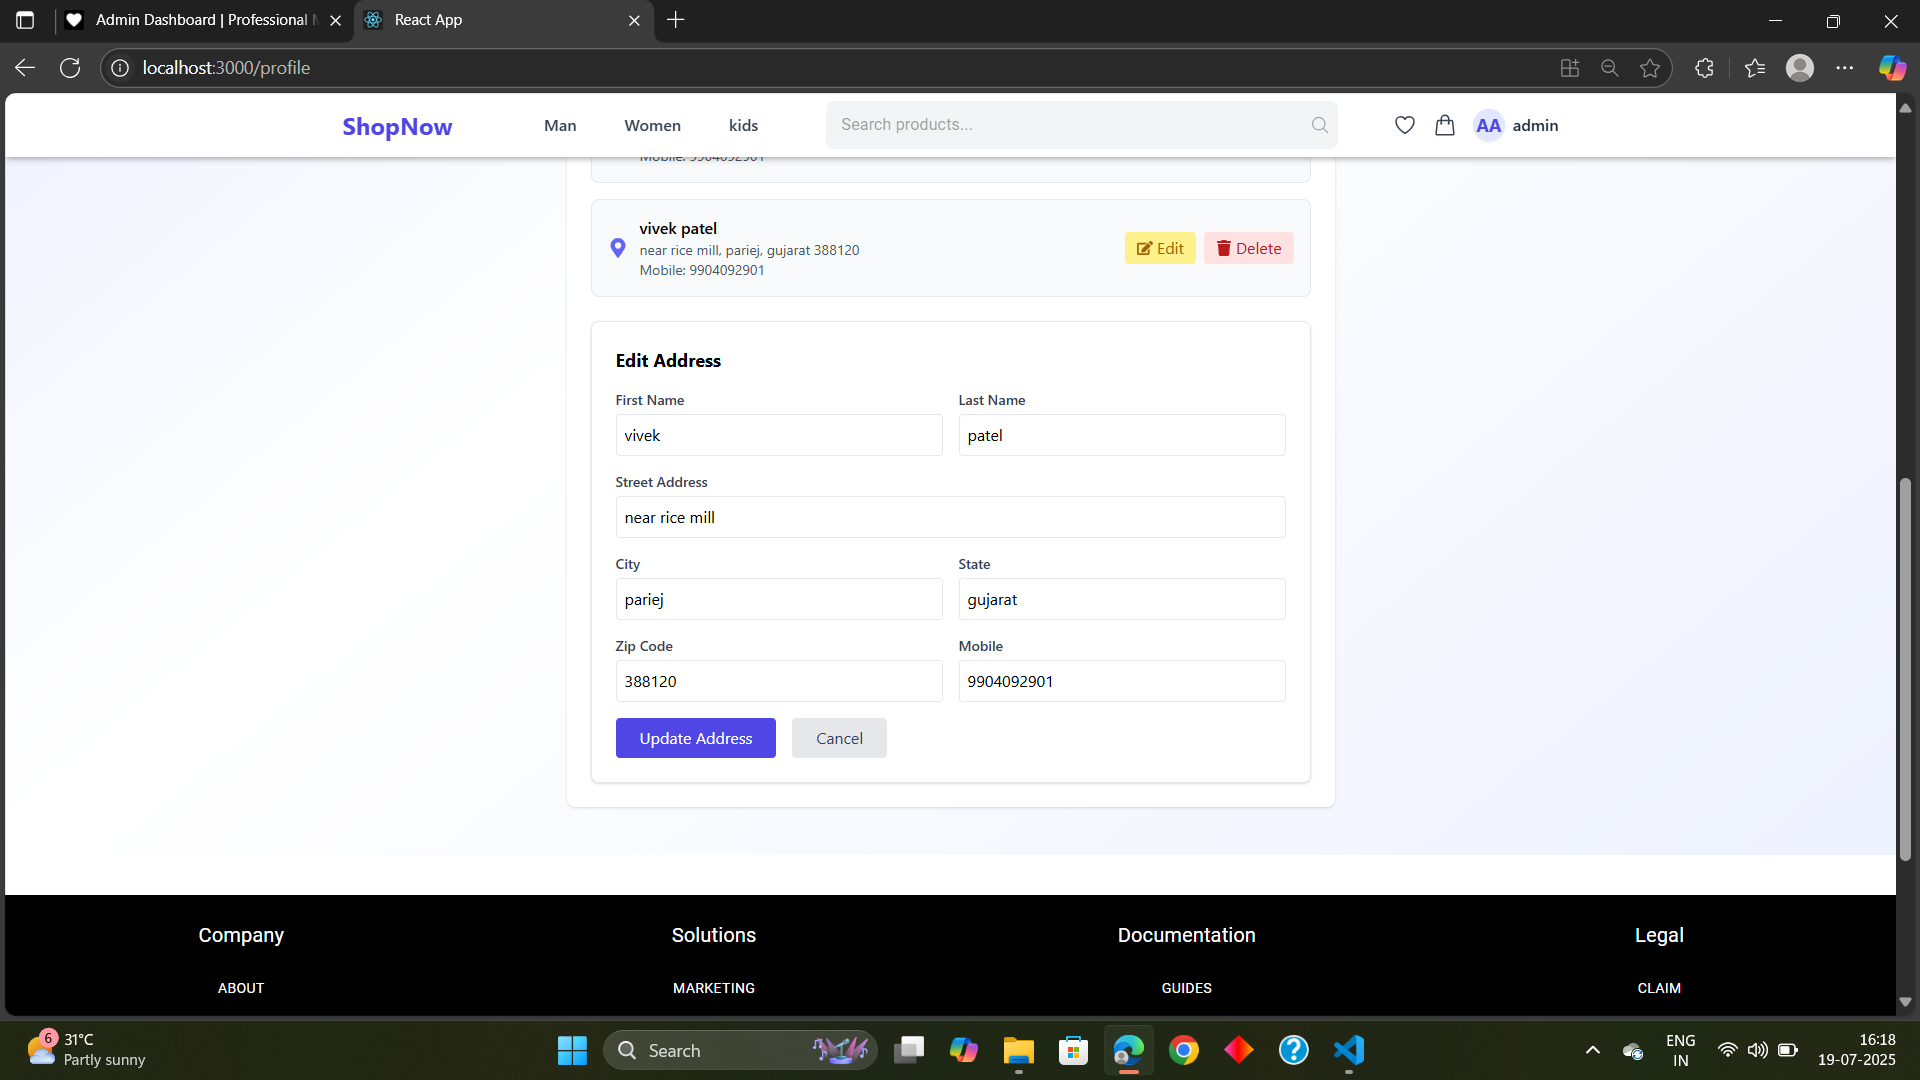 Admin Dashboard | Professional
React App
localhost:3000/profile
ShopNow
Man
Women
kids
Search products...
AA
admin
Mobile: 9904092901
vivek patel
near rice mill, pariej, gujarat 388120
Mobile: 9904092901
Edit
Delete
Edit Address
First Name
Last Name
vivek
patel
Street Address
near rice mill
City
State
pariej
gujarat
Zip Code
Mobile
388120
9904092901
Update Address
Cancel
Company
Solutions
Documentation
Legal
ABOUT
MARKETING
GUIDES
CLAIM
6
31°C
Partly sunny
Search
ENG
IN
16:18
19-07-2025